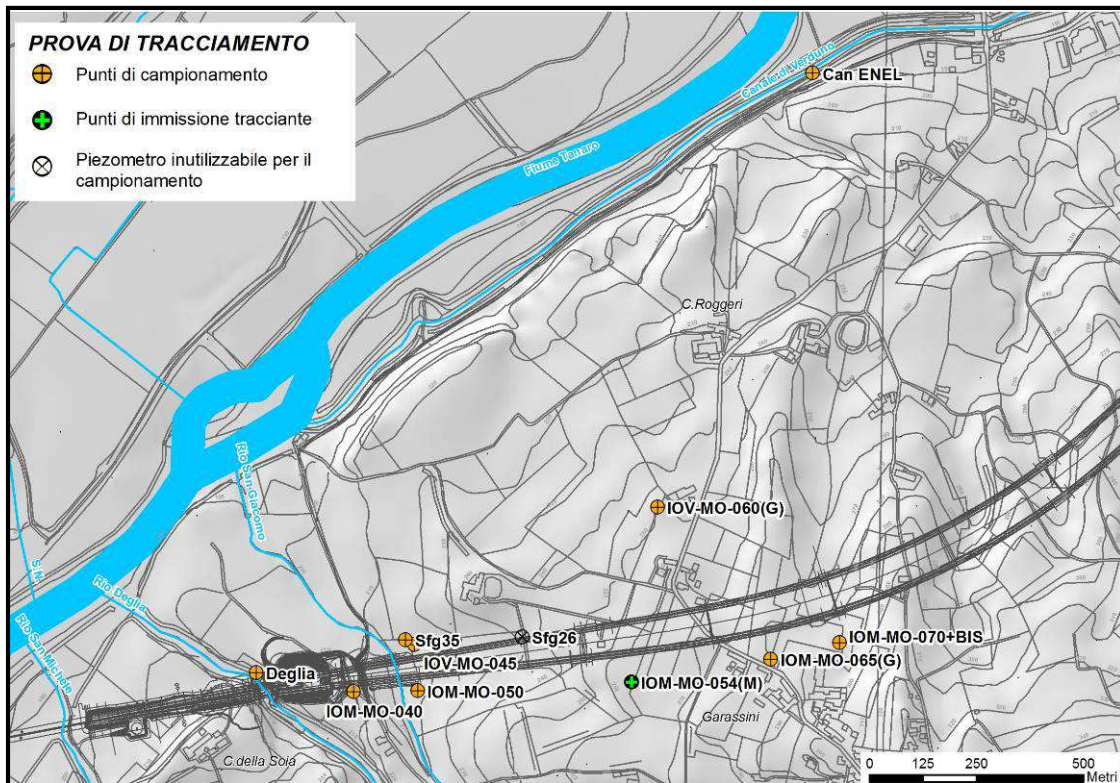 PROVA DI TRACCIAMENTO
Punti di campionamento
Punti di immissione tracciante
Piezometro inutilizzabile per il
campionamento
Can ENEL
Canale di verduno
Fiume Tanaro
C.Roggeri
Rio San Giacomo
IOV-MO-060(G)
S.N.
Rio Deglia
Rio San Michele
Sfg35
Sfg26
IOV-MO-045
IOM-MO-070+BIS
IOM-MO-065(G)
Deglia
IOM-MO-050
IOM-MO-054(M)
IOM-MO-040
Garassini
C.della Soia
0 125 250 500
Metri